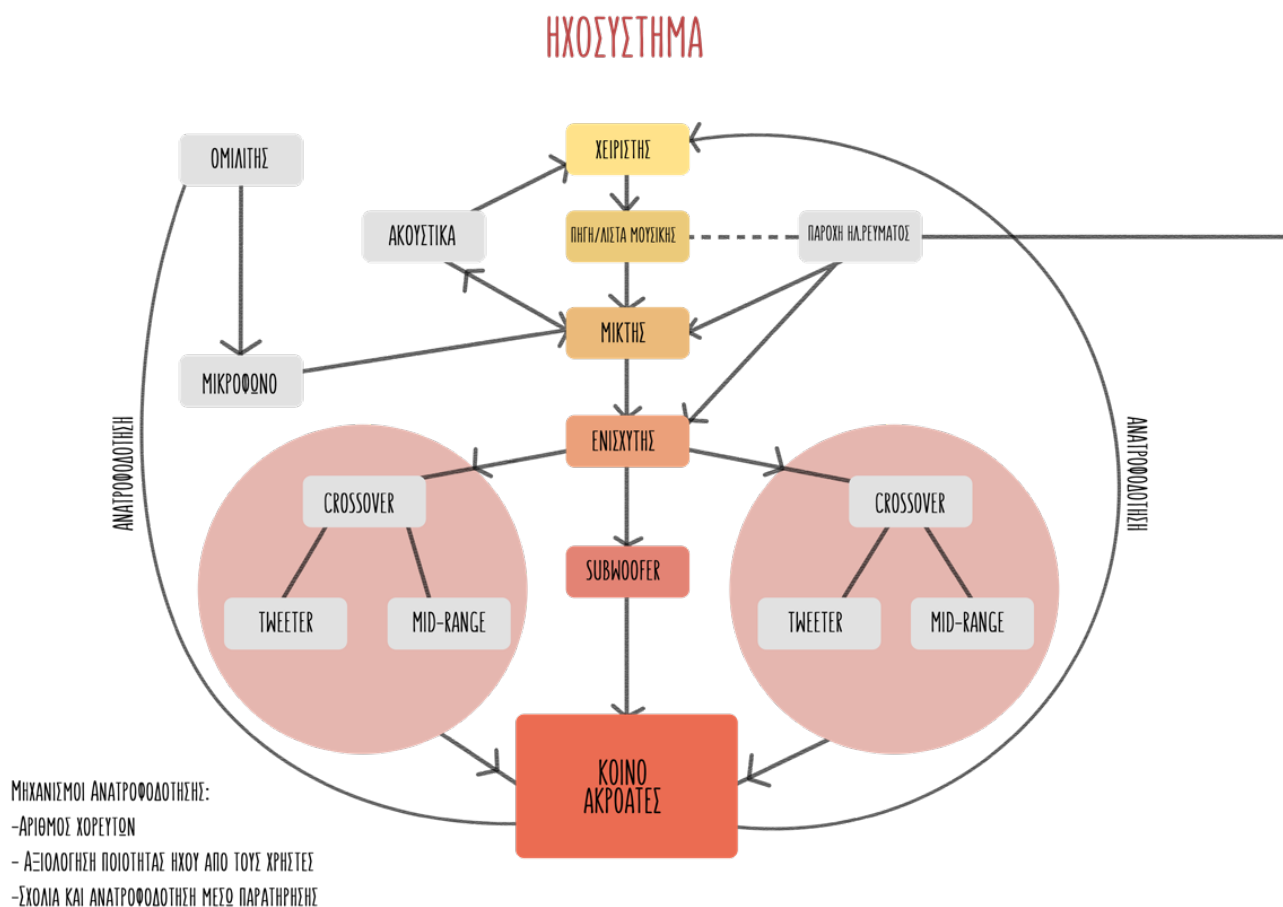 ΗΧΟΣΥΣΤΗΜΑ
ΟΜΙΛΙΤΗΣ
ΧΕΙΡΙΣΤΗΣ
ΑΚΟΥΣΤΙΚΑ
ΠΗΓΗ/ΛΙΣΤΑ ΜΟΥΣΙΚΗΣ
ΠΑΡΟΧΗ ΗΛ.ΡΕΥΜΑΤΟΣ
ΜΙΚΤΗΣ
ΜΙΚΡΟΦΩΝΟ
ΕΝΙΣΧΥΤΗΣ
ΑΝΑΤΡΟΦΟΔΟΤΗΣΗ
ΑΝΑΤΡΟΦΟΔΟΤΗΣΗ
CROSSOVER
CROSSOVER
SUBWOOFER
TWEETER
MID-RANGE
TWEETER
MID-RANGE
ΚΟΙΝΟ
ΑΚΡΟΑΤΕΣ
ΜΗΧΑΝΙΣΜΟΙ ΑΝΑΤΡΟΦΟΔΟΤΗΣΗΣ:
-ΑΡΙΘΜΟΣ ΧΟΡΕΥΤΩΝ
- ΑΞΙΟΛΟΓΗΣΗ ΠΟΙΟΤΗΤΑΣ ΗΧΟΥ ΑΠΟ ΤΟΥΣ ΧΡΗΣΤΕΣ
-ΣΧΟΛΙΑ ΚΑΙ ΑΝΑΤΡΟΦΟΔΟΤΗΣΗ ΜΕΣΩ ΠΑΡΑΤΗΡΗΣΗΣ